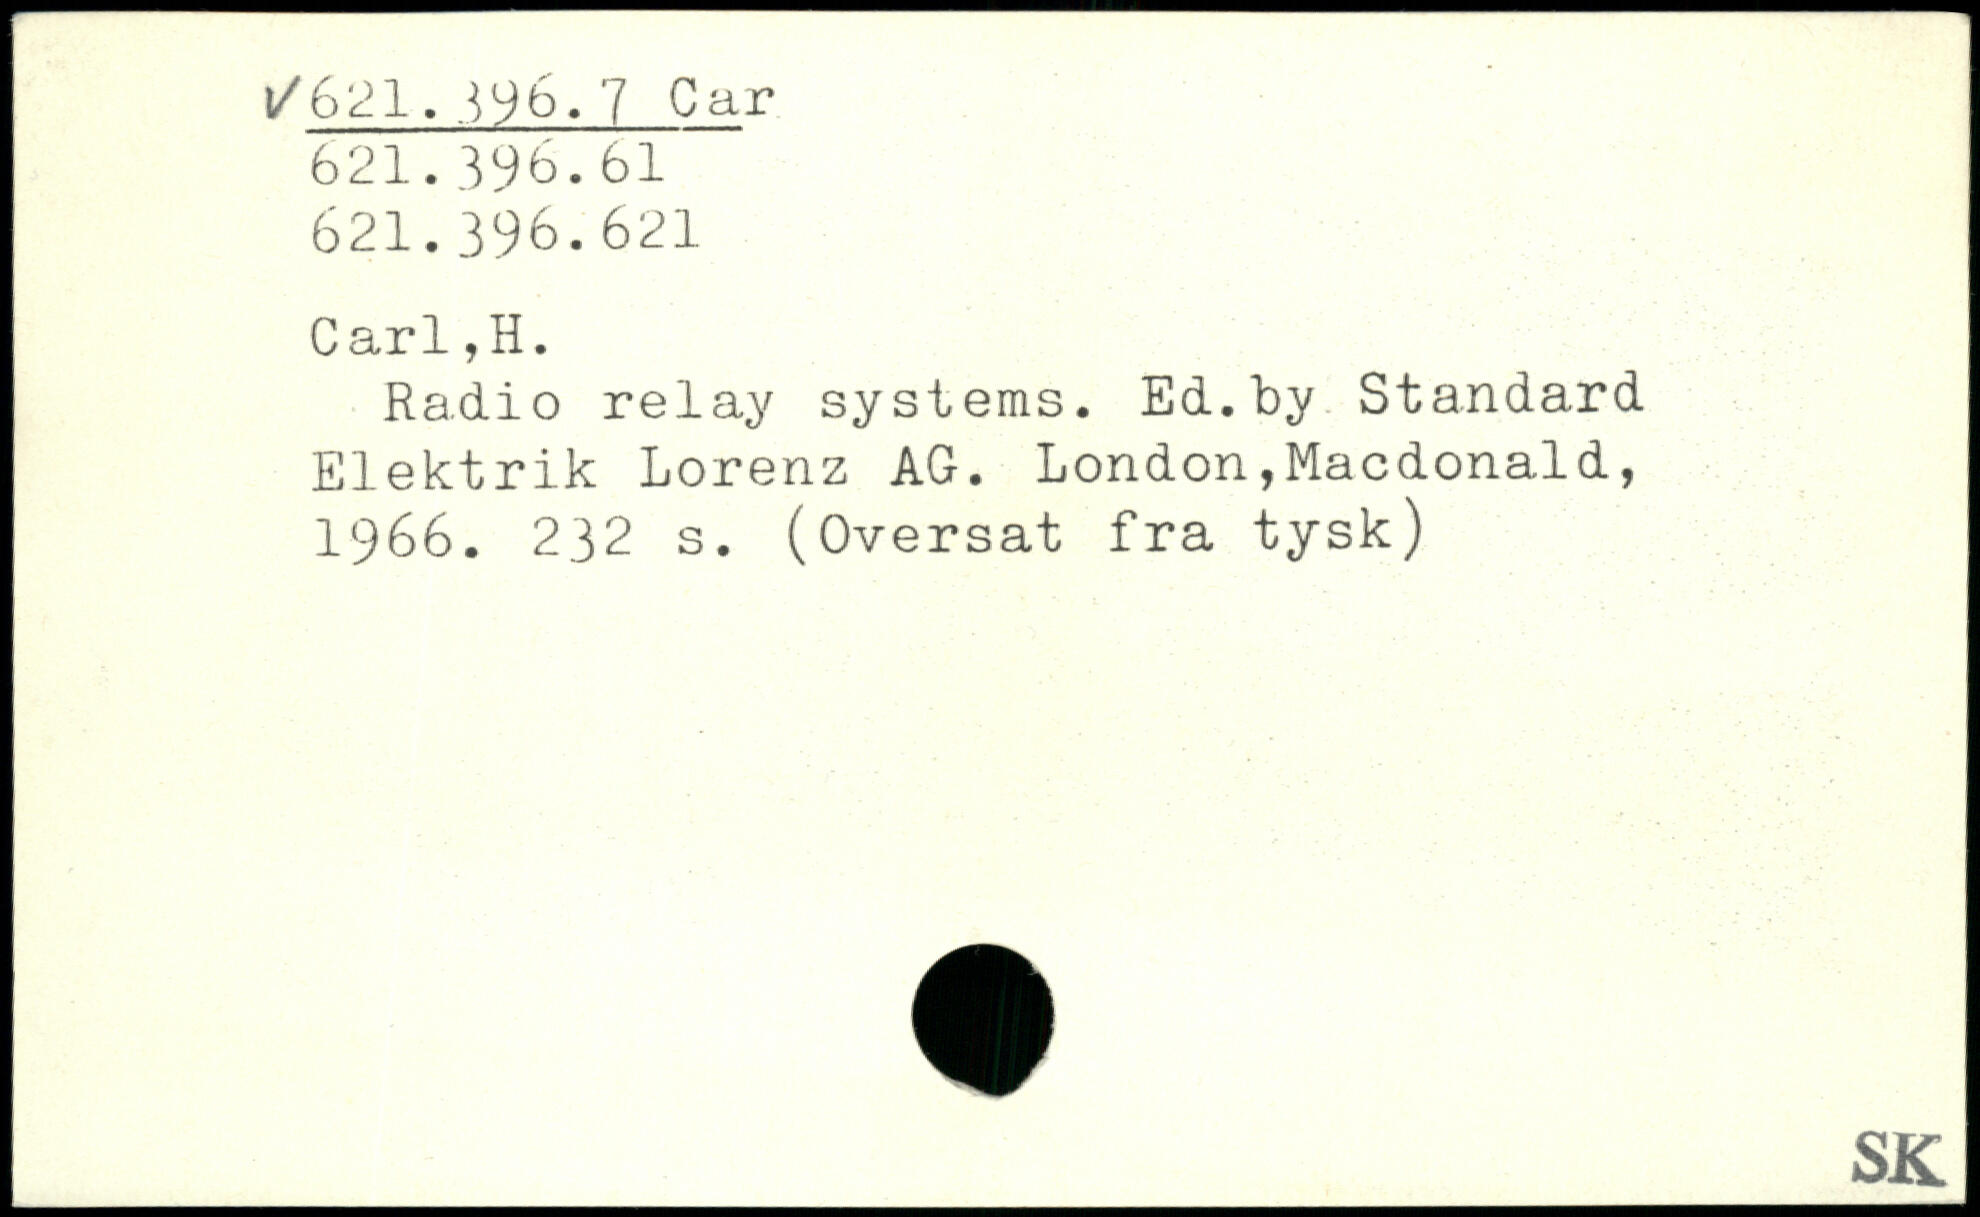 ✓ 621.396.7 Car
621.396.61
621.396.621
Carl,H.
Radio relay systems. Ed.by Standard
Elektrik Lorenz AG. London,Macdonald,
1966. 232 s. (Oversat fra tysk)
SK